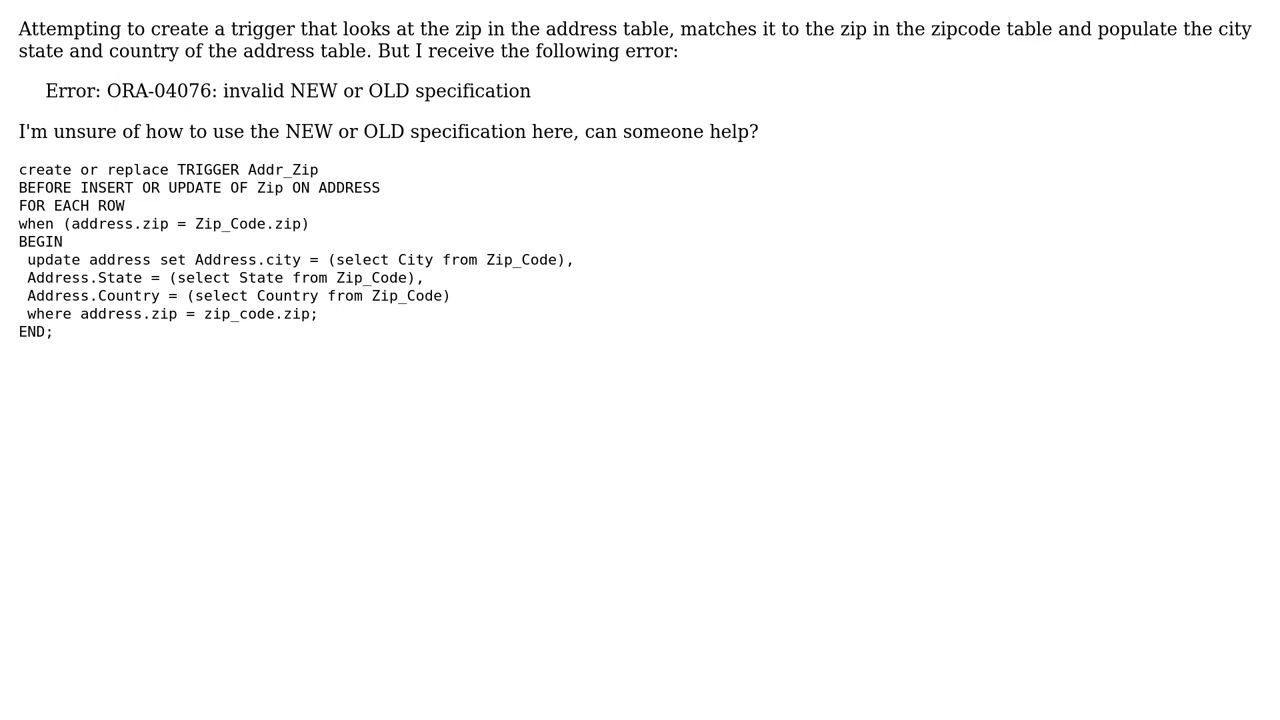 Attempting to create a trigger that looks at the zip in the address table, matches it to the zip in the zipcode table and populate the city
state and country of the address table. But I receive the following error:
Error: ORA-04076: invalid NEW or OLD specification
I'm unsure of how to use the NEW or OLD specification here, can someone help?
create or replace TRIGGER Addr_Zip
BEFORE INSERT OR UPDATE OF Zip ON ADDRESS
FOR EACH ROW
when (address.zip = Zip_Code.zip)
BEGIN
 update address set Address.city = (select City from Zip_Code),
 Address.State = (select State from Zip_Code),
 Address.Country = (select Country from Zip_Code)
 where address.zip = zip_code.zip;
END;